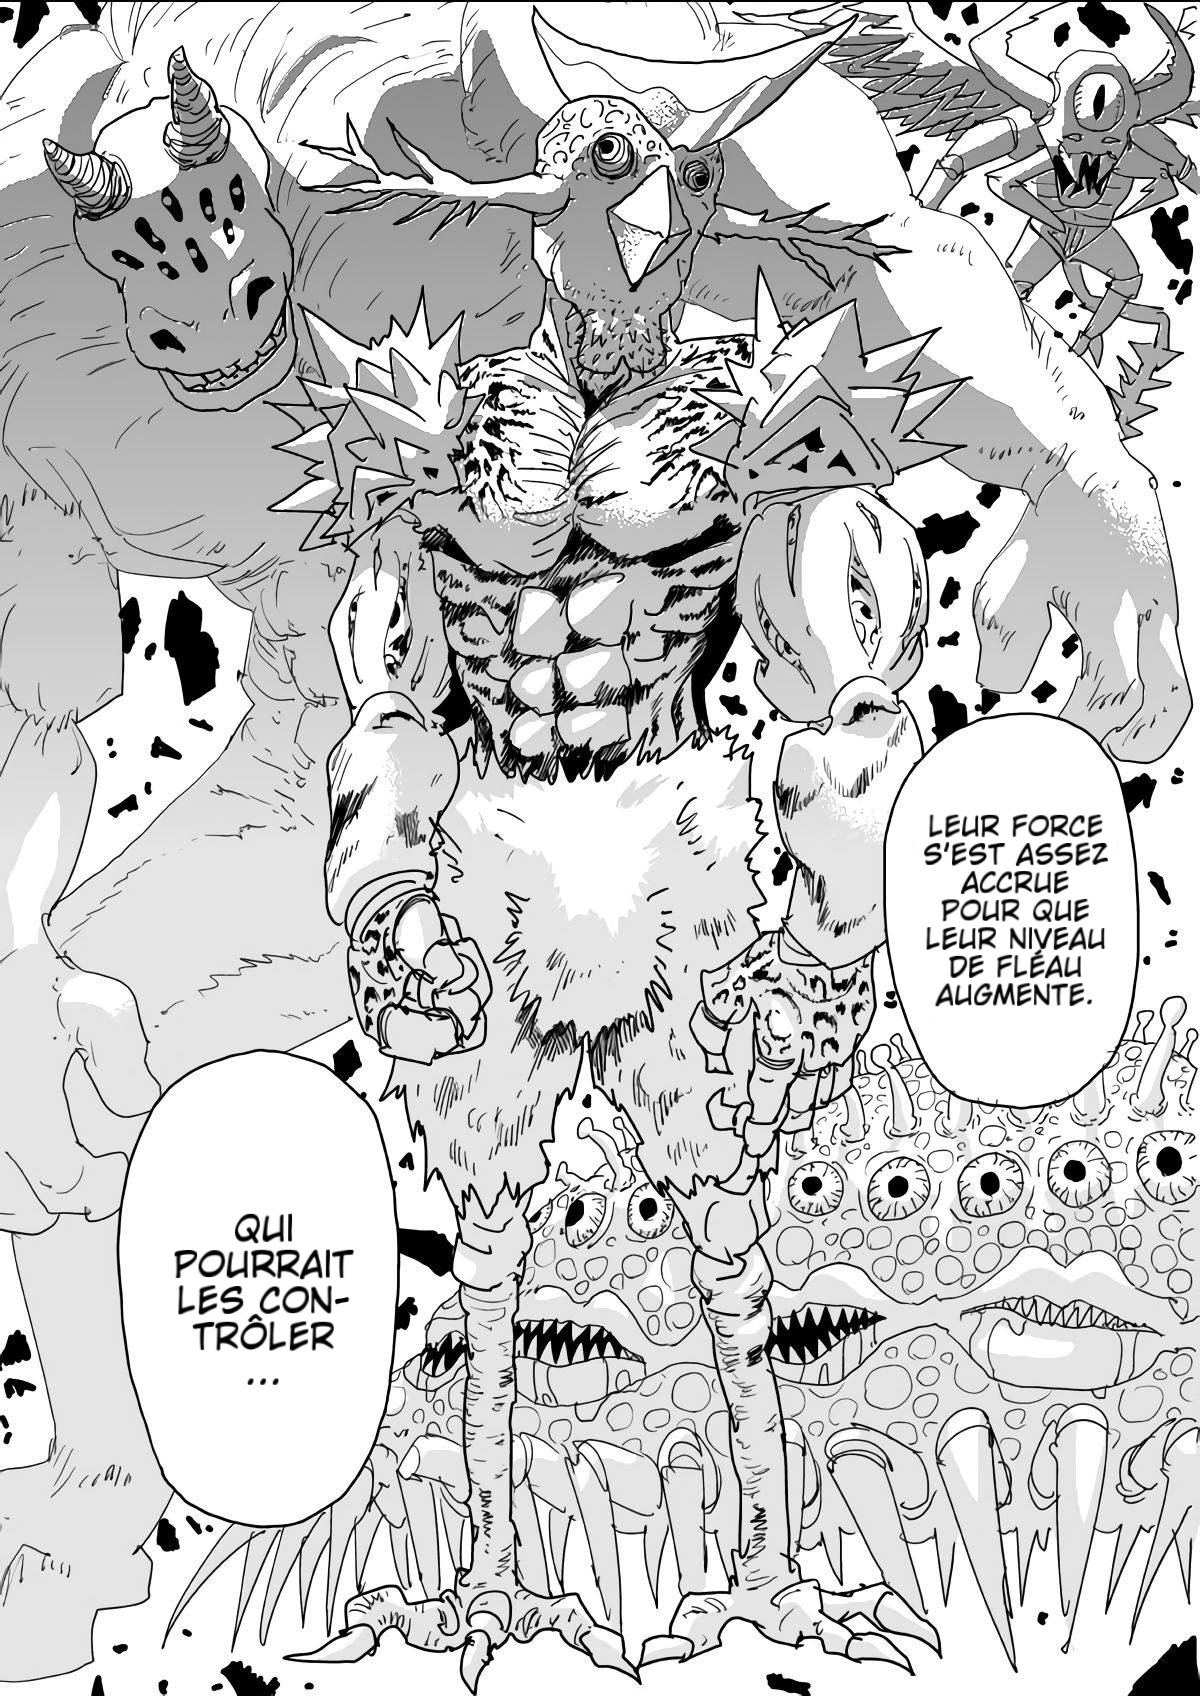 LEUR FORCE
S'EST ASSEZ
ACCRUE
POUR QUE
LEUR NIVEAU
DE FLÉAU
AUGMENTE.
QUI
POURRAIT
LES CON-
TRÔLER
...